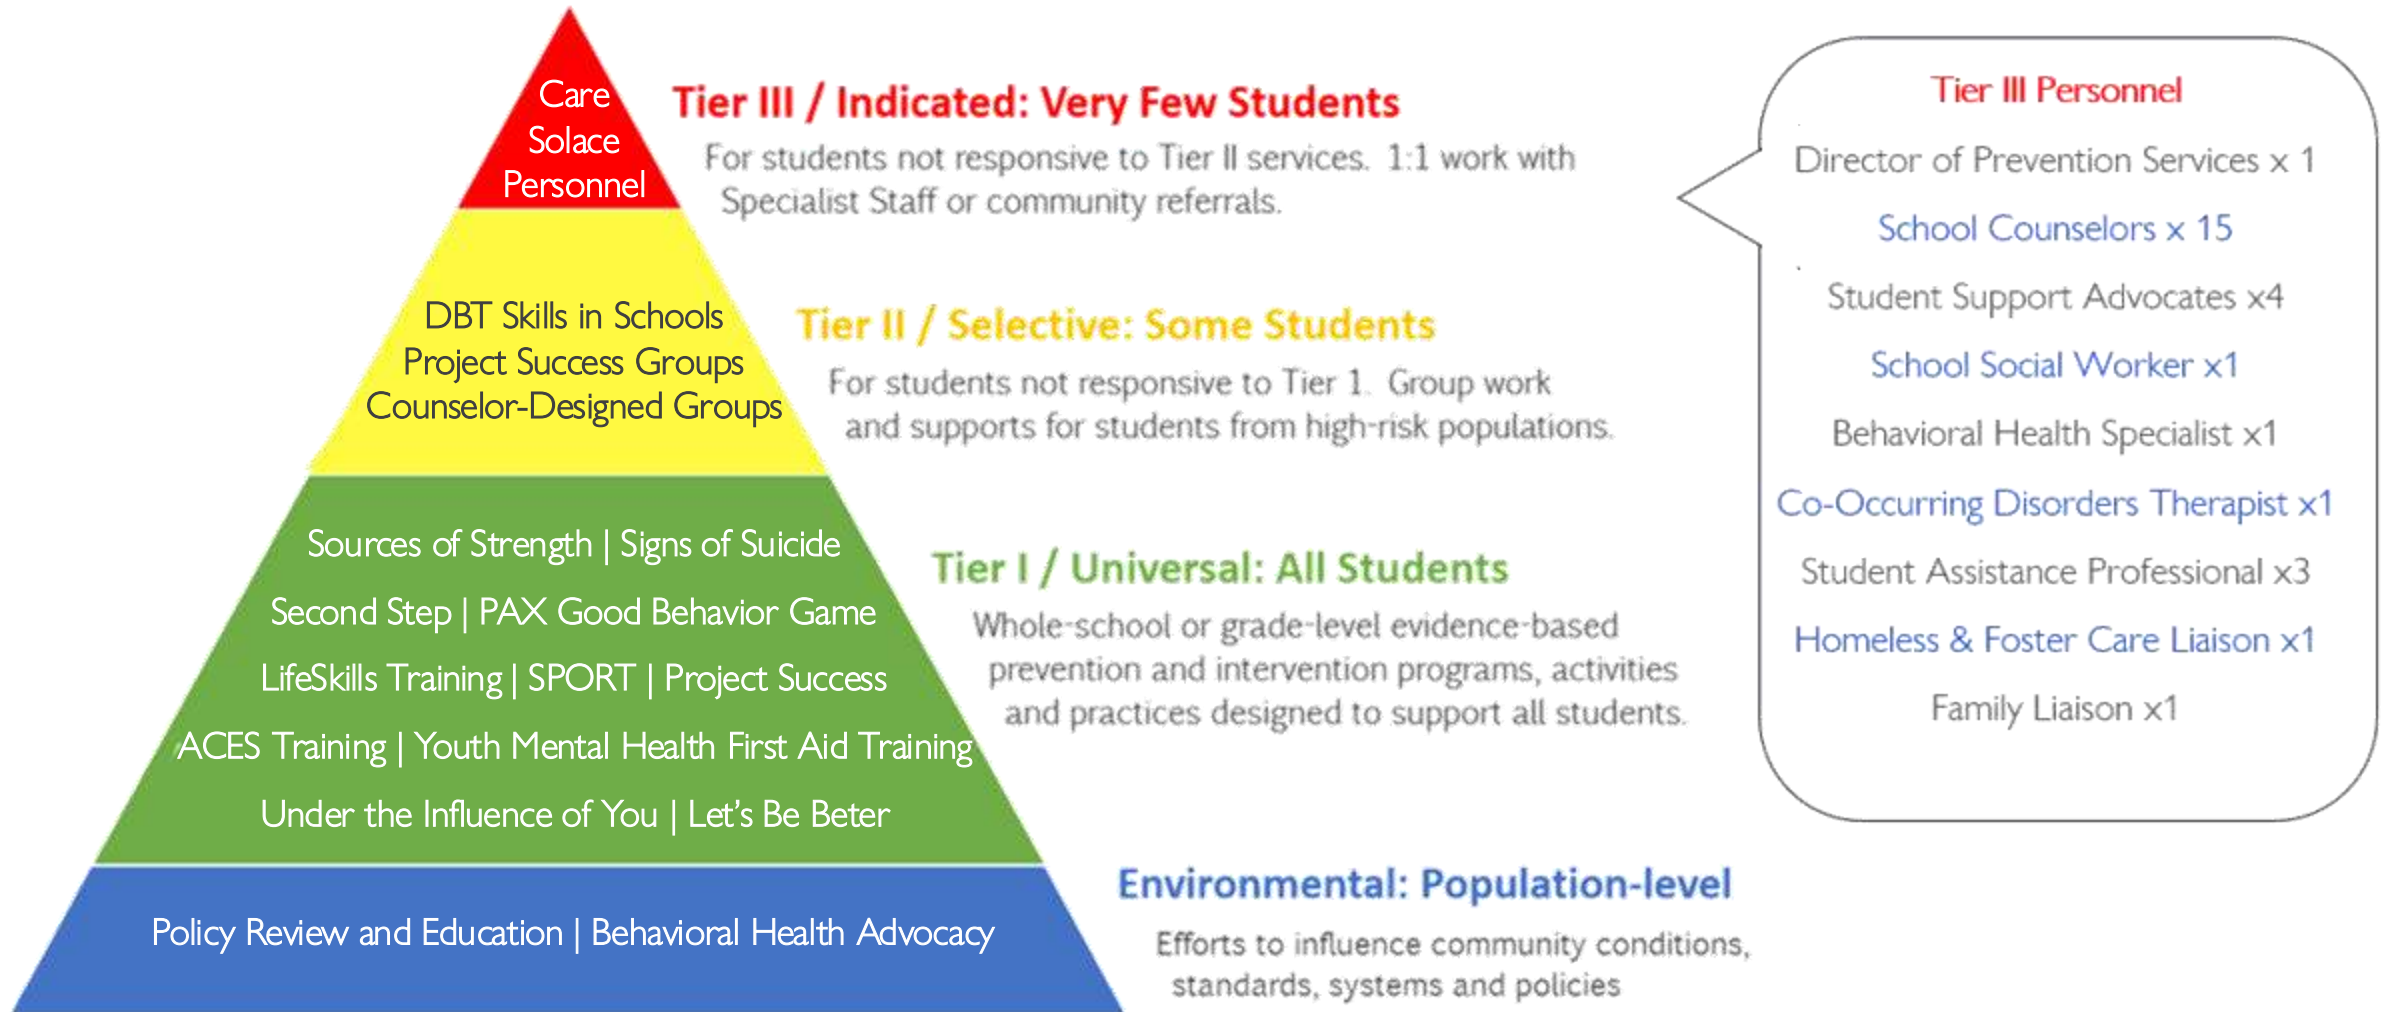 Care
Solace
Personnel
Tier III / Indicated: Very Few Students
For students not responsive to Tier II services. 1:1 work with
Specialist Staff or community referrals.
DBT Skills in Schools
Project Success Groups
Counselor-Designed Groups
Tier II / Selective: Some Students
For students not responsive to Tier 1. Group work
and supports for students from high-risk populations.
Sources of Strength | Signs of Suicide
Second Step | PAX Good Behavior Game
LifeSkills Training | SPORT | Project Success
ACES Training | Youth Mental Health First Aid Training
Under the Influence of You | Let’s Be Beter
Tier I / Universal: All Students
Whole-school or grade-level evidence-based
prevention and intervention programs, activities
and practices designed to support all students.
Policy Review and Education | Behavioral Health Advocacy
Environmental: Population-level
Efforts to influence community conditions,
standards, systems and policies
Tier III Personnel
Director of Prevention Services x 1
School Counselors x 15
Student Support Advocates x4
School Social Worker x1
Behavioral Health Specialist x1
Co-Occurring Disorders Therapist x1
Student Assistance Professional x3
Homeless & Foster Care Liaison x1
Family Liaison x1